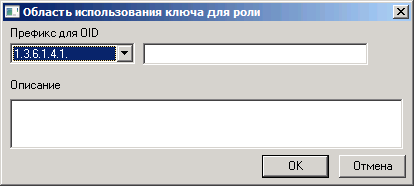 Область использования ключа для роли
Префикс для OID
1.3.6.1.4.1.
Описание
OK
Отмена